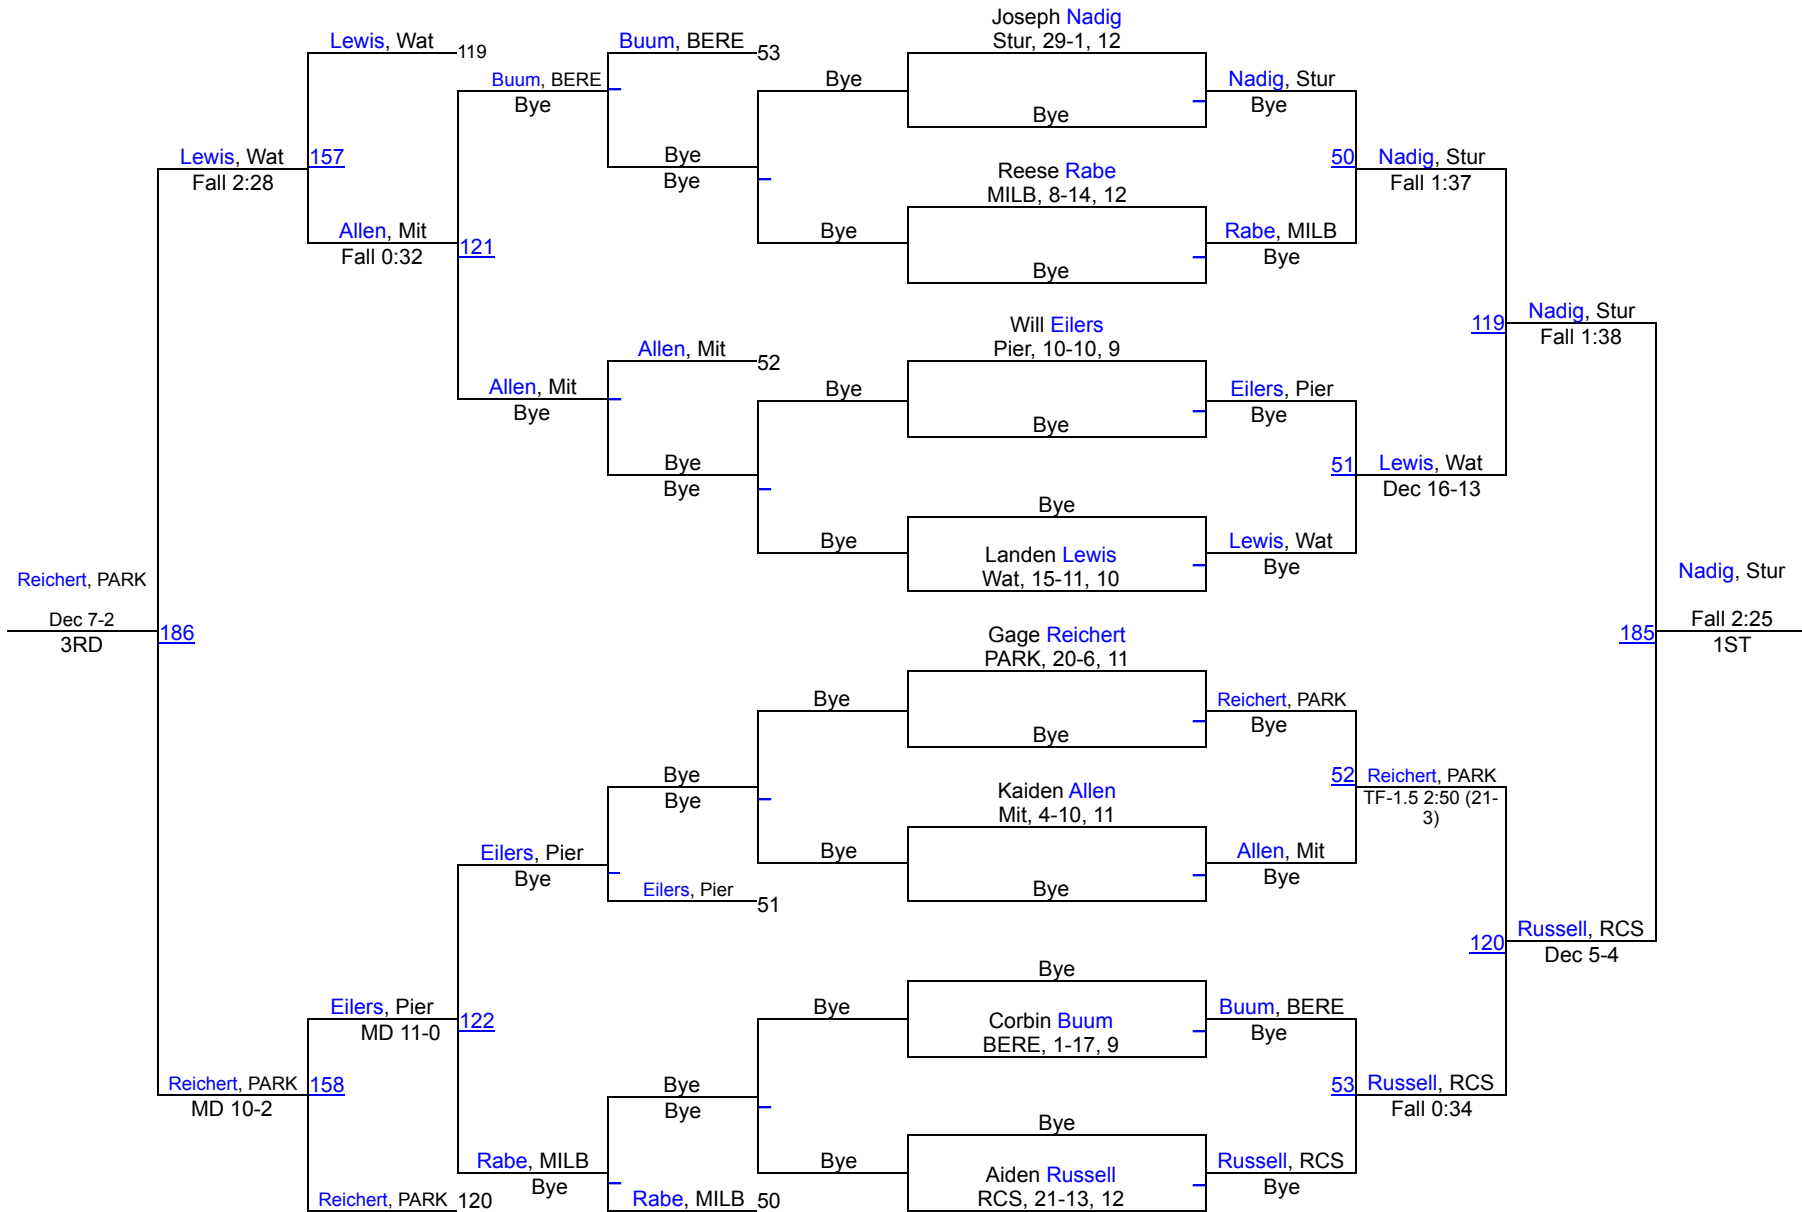 Joseph Nadig
Stur, 29-1, 12
Lewis, Wat
119
Buum, BERE
53
Buum, BERE
Bye
Bye
Nadig, Stur
Bye
Bye
Lewis, Wat
Fall 2:28
157
Bye
Bye
Reese Rabe
MILB, 8-14, 12
50
Nadig, Stur
Fall 1:37
Allen, Mit
Fall 0:32
121
Bye
Rabe, MILB
Bye
Bye
Will Eilers
Pier, 10-10, 9
119
Nadig, Stur
Fall 1:38
Allen, Mit
52
Allen, Mit
Bye
Bye
Eilers, Pier
Bye
Bye
Bye
Bye
51
Lewis, Wat
Dec 16-13
Bye
Bye
Landen Lewis
Wat, 15-11, 10
Lewis, Wat
Bye
Reichert, PARK
Dec 7-2
3RD
186
Nadig, Stur
185
Fall 2:25
1ST
Gage Reichert
PARK, 20-6, 11
Bye
Reichert, PARK
Bye
Bye
Bye
Bye
Kaiden Allen
Mit, 4-10, 11
52
Reichert, PARK
TF-1.5 2:50 (21-
3)
Eilers, Pier
Bye
Bye
Allen, Mit
Bye
Bye
Eilers, Pier
51
120
Russell, RCS
Dec 5-4
Bye
Eilers, Pier
MD 11-0
122
Bye
Corbin Buum
BERE, 1-17, 9
Buum, BERE
Bye
Reichert, PARK
MD 10-2
158
Bye
Bye
53
Russell, RCS
Fall 0:34
Bye
Rabe, MILB
Bye
Bye
Aiden Russell
RCS, 21-13, 12
Russell, RCS
Bye
Reichert, PARK
120
Rabe, MILB
50